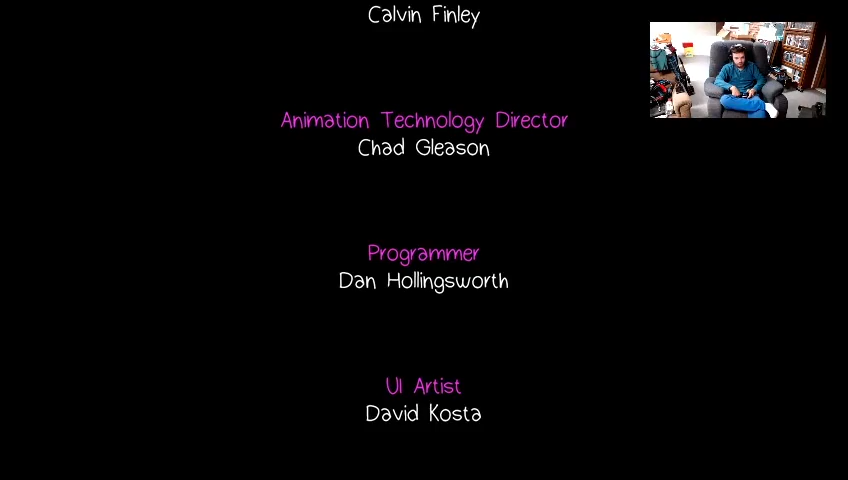 Calvin Finley
Animation Technology Director
Chad Gleason
Programmer
Dan Hollingsworth
UI Artist
David Kosta